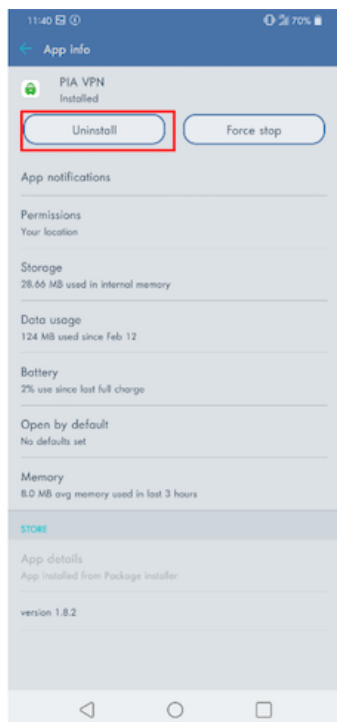 11:40 70%
App info
PIA VPN
Installed
Uninstall Force stop
App notifications
Permissions
Your location
Storage
28.66 MB used in internal memory
Data usage
124 MB used since Feb 12
Battery
2% use since last full charge
Open by default
No defaults set
Memory
8.0 MB avg memory used in last 3 hours
STORE
App details
App installed from Package installer
version 1.8.2